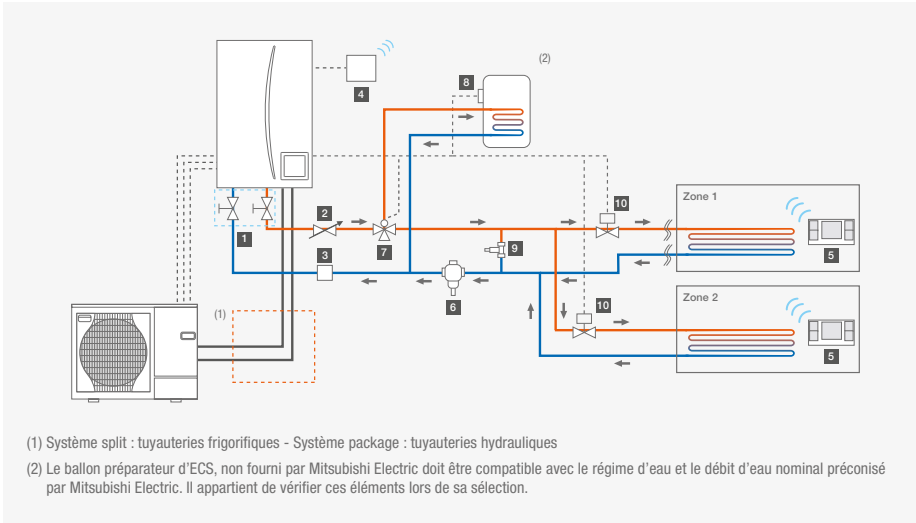 (2)
8
4
10
Zone 1
2
9
5
1
7
3
6
10
Zone 2
(1)
5
(1) Système split : tuyauteries frigorifiques - Système package : tuyauteries hydrauliques
(2) Le ballon préparateur d'ECS, non fourni par Mitsubishi Electric doit être compatible avec le régime d'eau et le débit d'eau nominal préconisé
par Mitsubishi Electric. Il appartient de vérifier ces éléments lors de sa sélection.